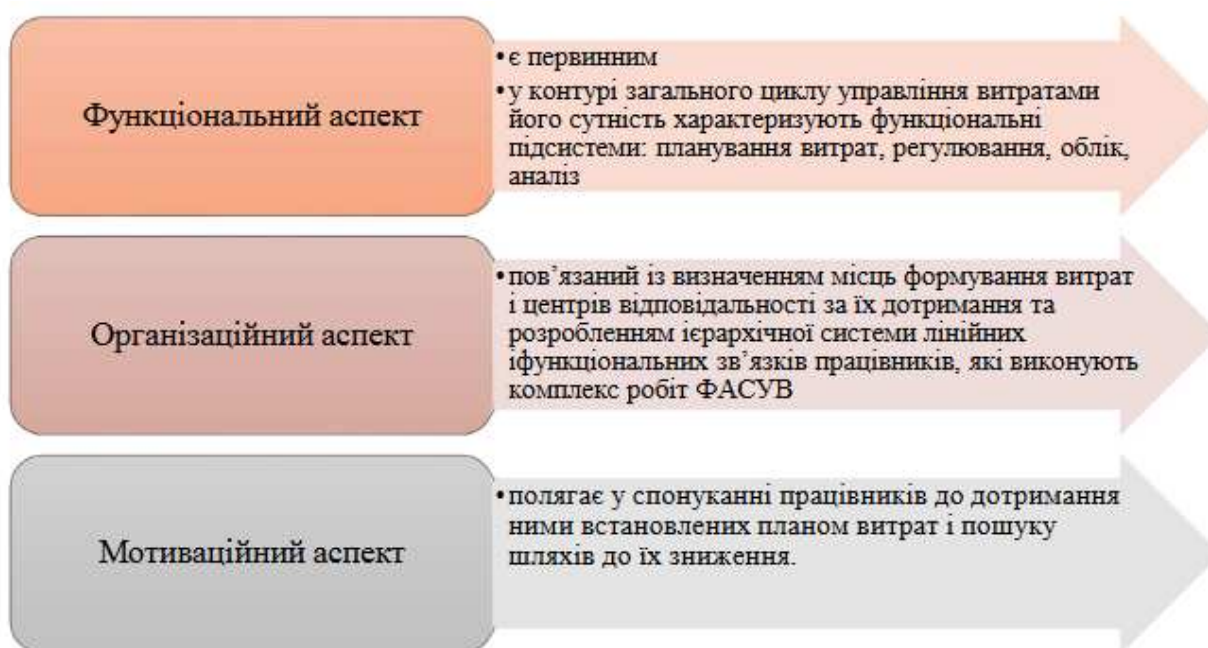 Функціональний аспект
•є первинним
•у контурі загального циклу управління витратами
його сутність характеризують функціональні
підсистеми: планування витрат, регулювання, облік,
аналіз
Організаційний аспект
•пов’язаний із визначенням місць формування витрат
і центрів відповідальності за їх дотримання та
розробленням ієрархічної системи лінійних
іфункціональних зв’язків працівників, які виконують
комплекс робіт ФАСУВ
Мотиваційний аспект
•полягає у спонуканні працівників до дотримання
ними встановлених планом витрат і пошуку
шляхів до їх зниження.